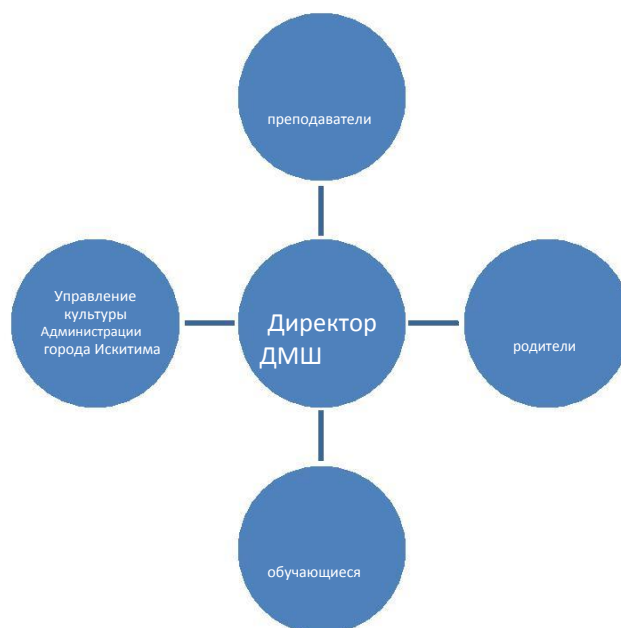 преподаватели
Управление
культуры
Администрации
города Искитима
Директор
ДМШ
родители
обучающиеся